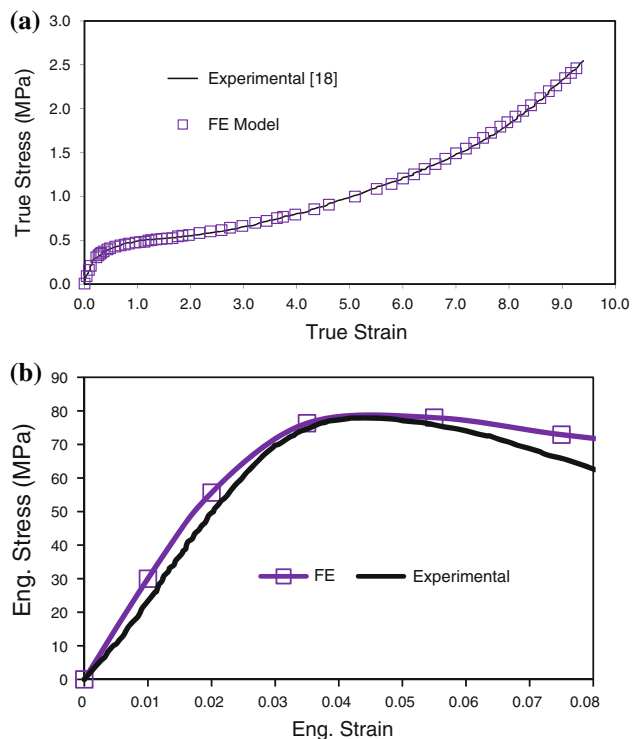 (a)
3.0
2.5
2.0
1.5
1.0
0.5
0.0
True Stress (MPa)
Experimental [18]
FE Model
0.0 1.0 2.0 3.0 4.0 5.0 6.0 7.0 8.0 9.0 10.0
True Strain
(b)
90
80
70
60
50
40
30
20
10
0
Eng. Stress (MPa)
FE Experimental
0 0.01 0.02 0.03 0.04 0.05 0.06 0.07 0.08
Eng. Strain